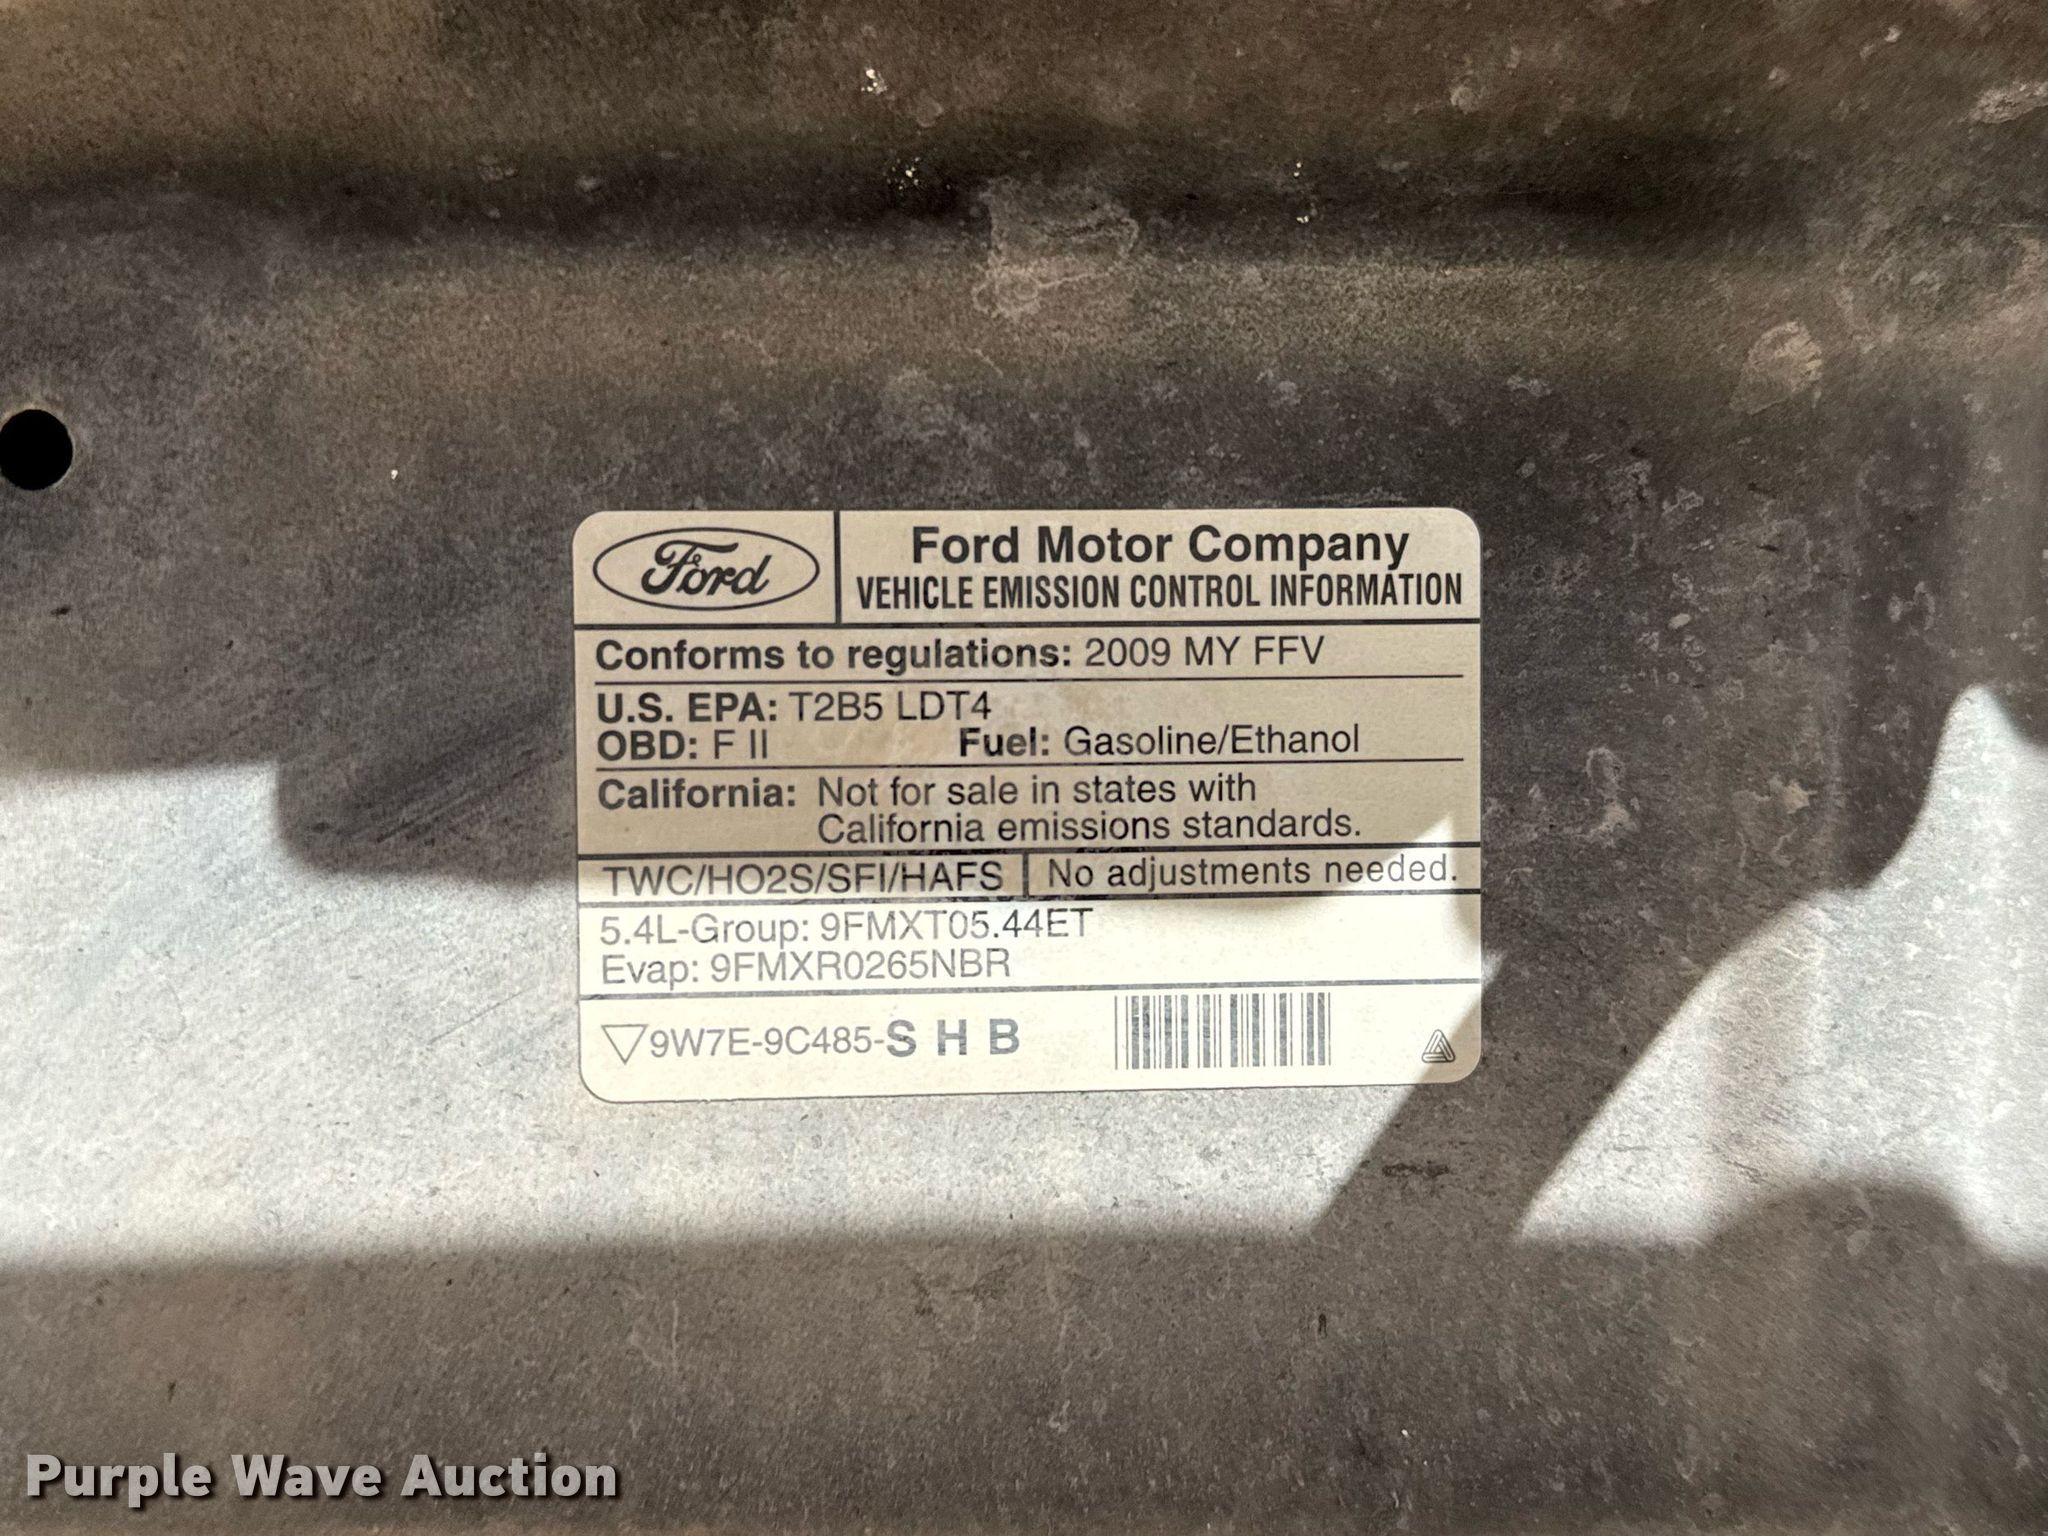 Ford
Ford Motor Company
VEHICLE EMISSION CONTROL INFORMATION
Conforms to regulations: 2009 MY FFV
U.S. EPA: T2B5 LDT4
OBD: F II Fuel: Gasoline/Ethanol
California: Not for sale in states with
California emissions standards.
TWC/HO2S/SFI/HAFS No adjustments needed.
5.4L-Group: 9FMXT05.44ET
Evap: 9FMXR0265NBR
9W7E-9C485-S H B
Purple Wave Auction